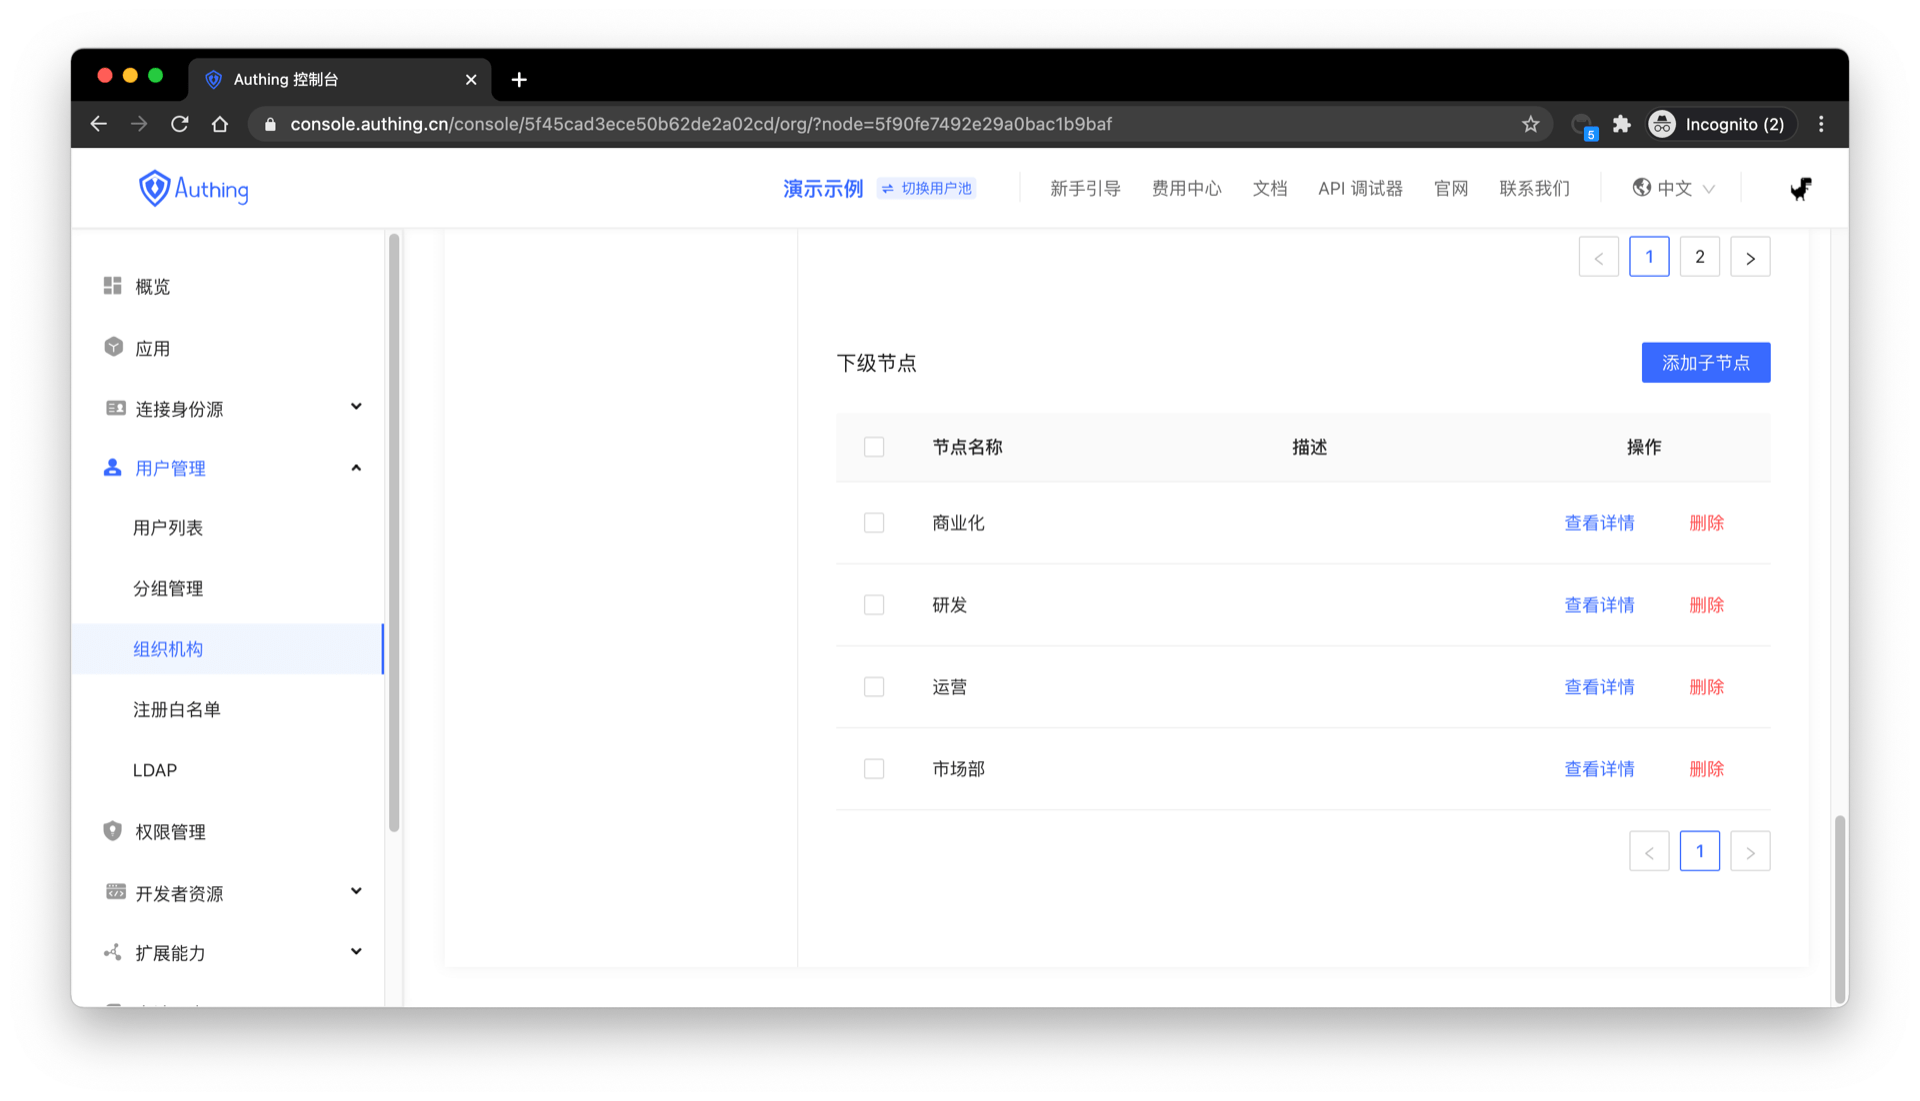 Authing 控制台
console.authing.cn/console/5f45cad3ece50b62de2a02cd/org/?node=5f90fe7492e29a0bac1b9baf
5
Incognito (2)
Authing
演示示例
切换用户池
新手引导
费用中心
文档
API 调试器
官网
联系我们
中文
概览
应用
连接身份源
用户管理
用户列表
分组管理
组织机构
注册白名单
LDAP
权限管理
开发者资源
扩展能力
< 1 2 >
下级节点
添加子节点
节点名称 描述 操作
商业化 查看详情 删除
研发 查看详情 删除
运营 查看详情 删除
市场部 查看详情 删除
< 1 >